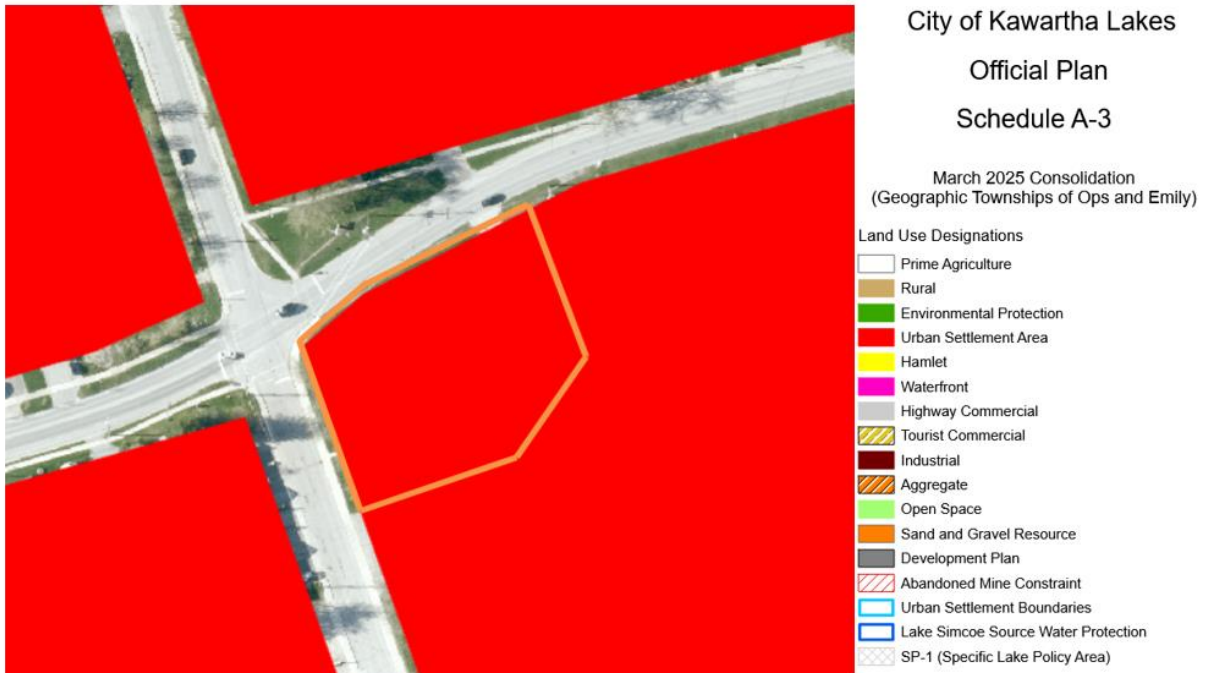 City of Kawartha Lakes
Official Plan
Schedule A-3
March 2025 Consolidation
(Geographic Townships of Ops and Emily)
Land Use Designations
Prime Agriculture
Rural
Environmental Protection
Urban Settlement Area
Hamlet
Waterfront
Highway Commercial
Tourist Commercial
Industrial
Aggregate
Open Space
Sand and Gravel Resource
Development Plan
Abandoned Mine Constraint
Urban Settlement Boundaries
Lake Simcoe Source Water Protection
SP-1 (Specific Lake Policy Area)